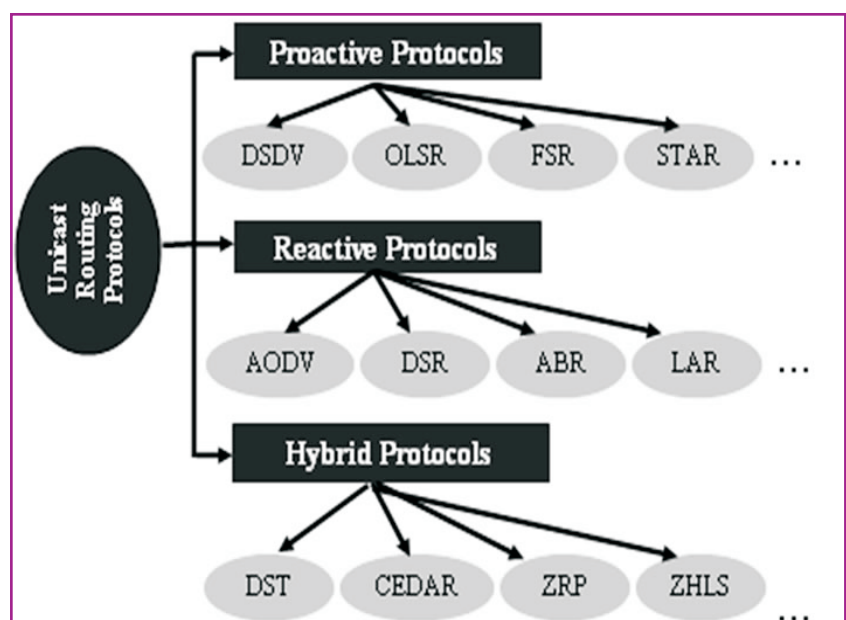 Unicast
Routing
Protocols
Proactive Protocols
DSDV OLSR FSR STAR ...
Reactive Protocols
AODV DSR ABR LAR ...
Hybrid Protocols
DST CEDAR ZRP ZHLS ...